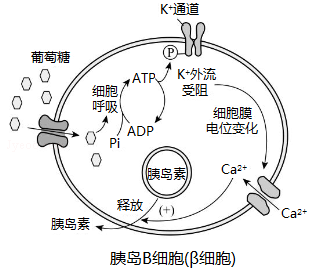 K⁺通道
葡萄糖
P
ATP
K⁺外流
受阻
细胞
呼吸
细胞膜
电位变化
ADP
Pi
胰岛素
Ca²⁺
释放
(+)
Ca²⁺
胰岛素
胰岛B细胞(β细胞)